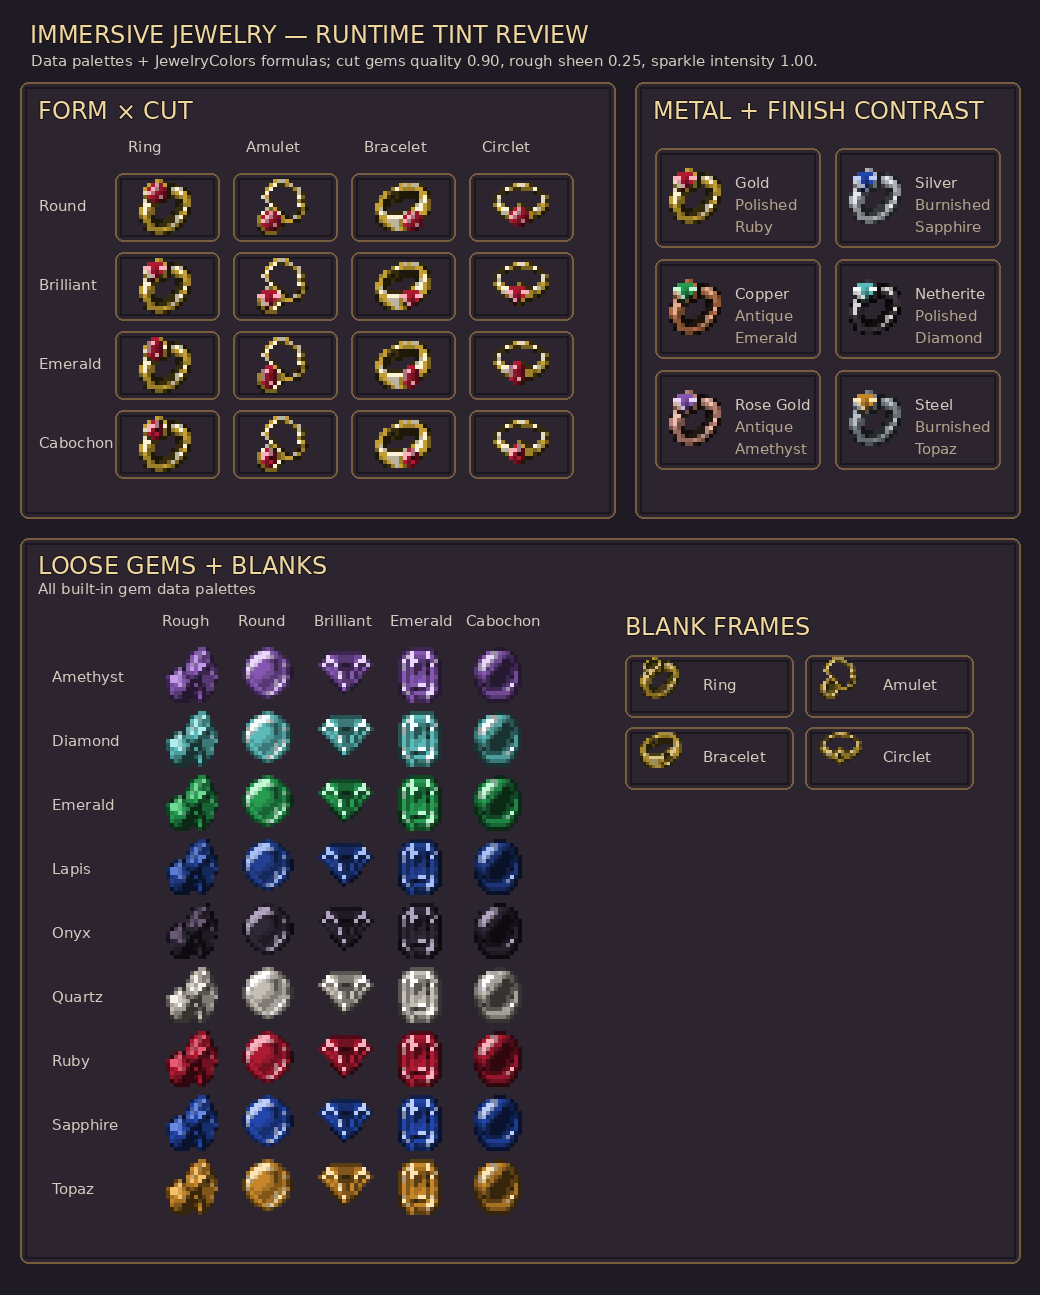 IMMERSIVE JEWELRY — RUNTIME TINT REVIEW
Data palettes + JewelryColors formulas; cut gems quality 0.90, rough sheen 0.25, sparkle intensity 1.00.
FORM × CUT
Ring Amulet Bracelet Circlet
Round
Brilliant
Emerald
Cabochon
METAL + FINISH CONTRAST
Gold
Polished
Ruby
Silver
Burnished
Sapphire
Copper
Antique
Emerald
Netherite
Polished
Diamond
Rose Gold
Antique
Amethyst
Steel
Burnished
Topaz
LOOSE GEMS + BLANKS
All built-in gem data palettes
Rough Round Brilliant Emerald Cabochon
Amethyst
Diamond
Emerald
Lapis
Onyx
Quartz
Ruby
Sapphire
Topaz
BLANK FRAMES
Ring
Amulet
Bracelet
Circlet